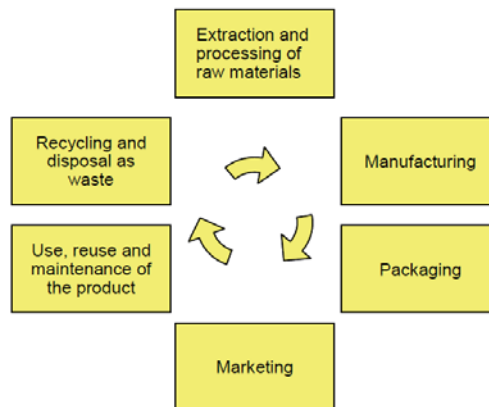 Extraction and
processing of
raw materials
Manufacturing
Packaging
Marketing
Use, reuse and
maintenance of
the product
Recycling and
disposal as
waste